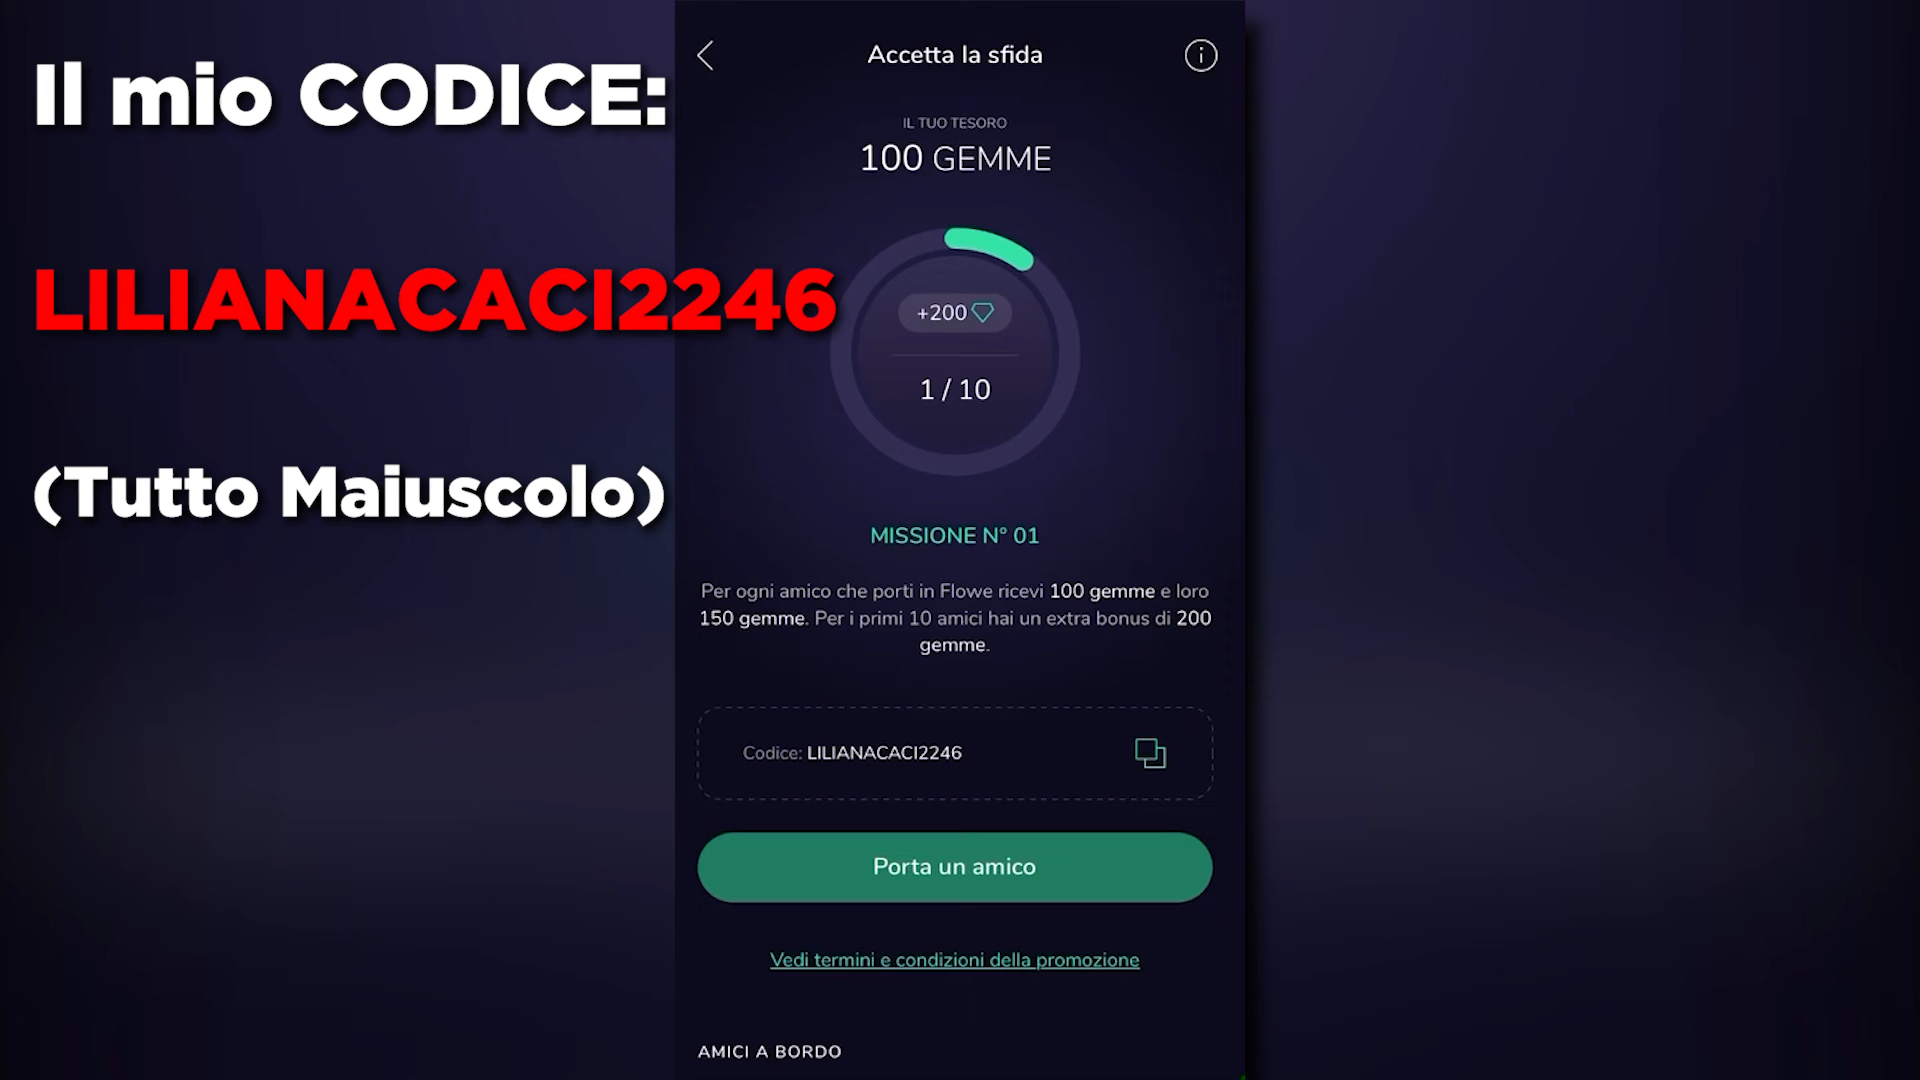 Il mio CODICE:
LILIANACACI2246
(Tutto Maiuscolo)
Accetta la sfida
IL TUO TESORO
100 GEMME
+200
1 / 10
MISSIONE N° 01
Per ogni amico che porti in Flowe ricevi 100 gemme e loro
150 gemme. Per i primi 10 amici hai un extra bonus di 200
gemme.
Codice: LILIANACACI2246
Porta un amico
Vedi termini e condizioni della promozione
AMICI A BORDO